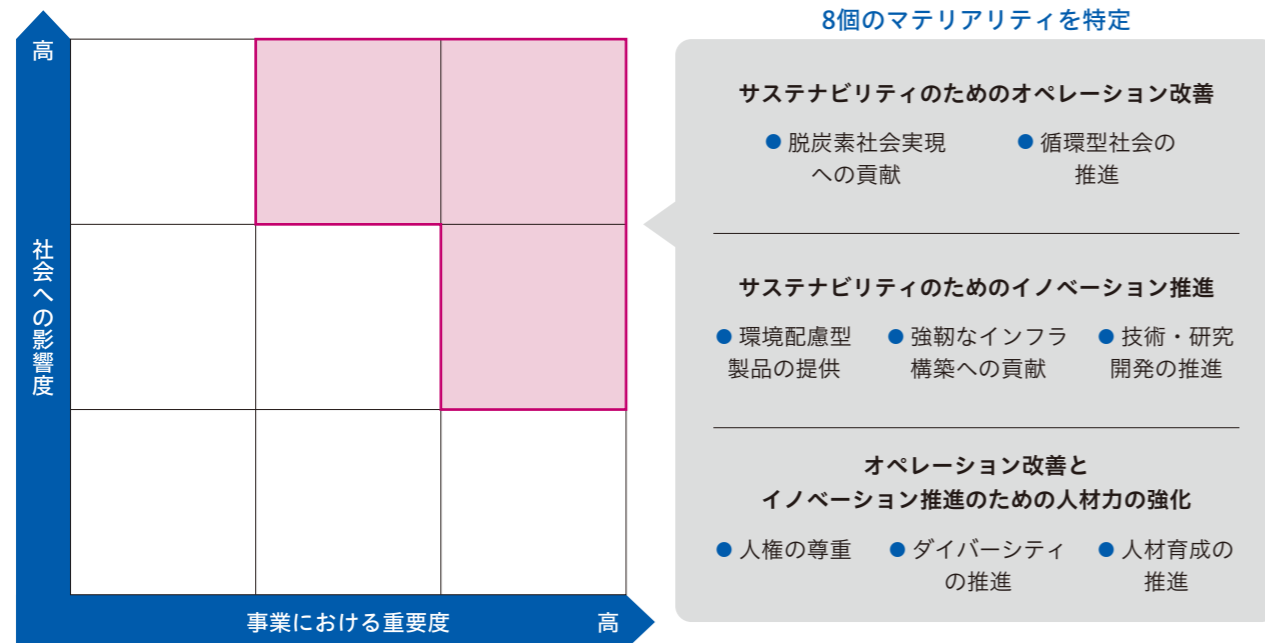 8個のマテリアリティを特定
高
社会への影響度
事業における重要度
高
サステナビリティのためのオペレーション改善
● 脱炭素社会実現
への貢献
● 循環型社会の
推進
サステナビリティのためのイノベーション推進
● 環境配慮型
製品の提供
● 強靭なインフラ
構築への貢献
● 技術・研究
開発の推進
オペレーション改善と
イノベーション推進のための人材力の強化
● 人権の尊重
● ダイバーシティ
の推進
● 人材育成の
推進